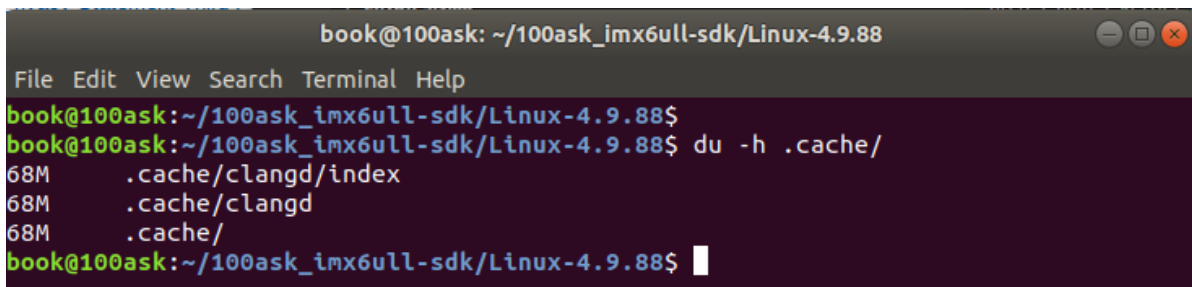 book@100ask: ~/100ask_imx6ull-sdk/Linux-4.9.88
File Edit View Search Terminal Help
book@100ask:~/100ask_imx6ull-sdk/Linux-4.9.88$
book@100ask:~/100ask_imx6ull-sdk/Linux-4.9.88$ du -h .cache/
68M .cache/clangd/index
68M .cache/clangd
68M .cache/
book@100ask:~/100ask_imx6ull-sdk/Linux-4.9.88$